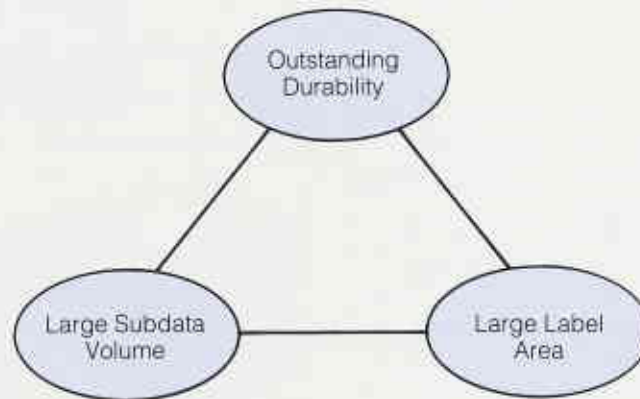 Outstanding
Durability
Large Subdata
Volume
Large Label
Area